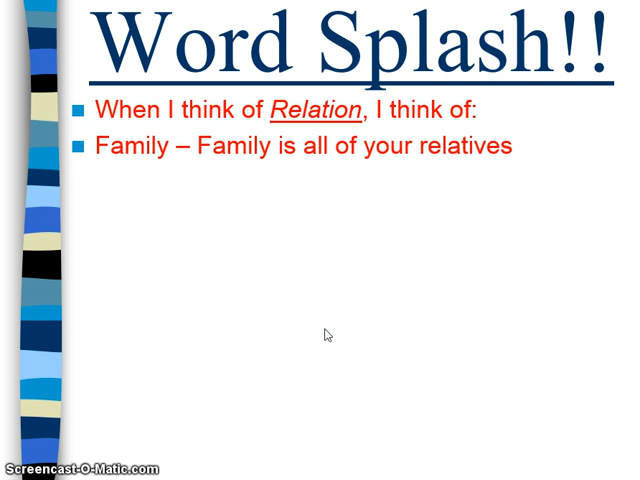 Word Splash!!
When I think of Relation, I think of:
Family – Family is all of your relatives
Screencast-O-Matic.com